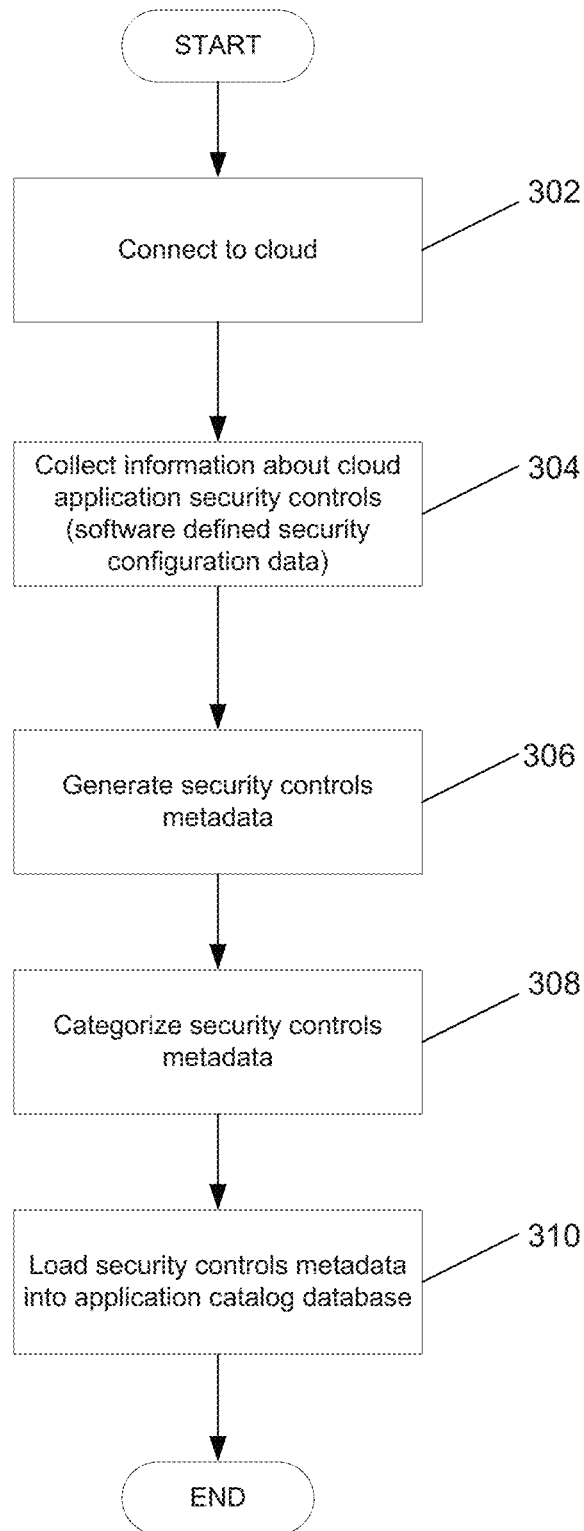 START
302
Connect to cloud
304
Collect information about cloud
application security controls
(software defined security
configuration data)
306
Generate security controls
metadata
308
Categorize security controls
metadata
310
Load security controls metadata
into application catalog database
END